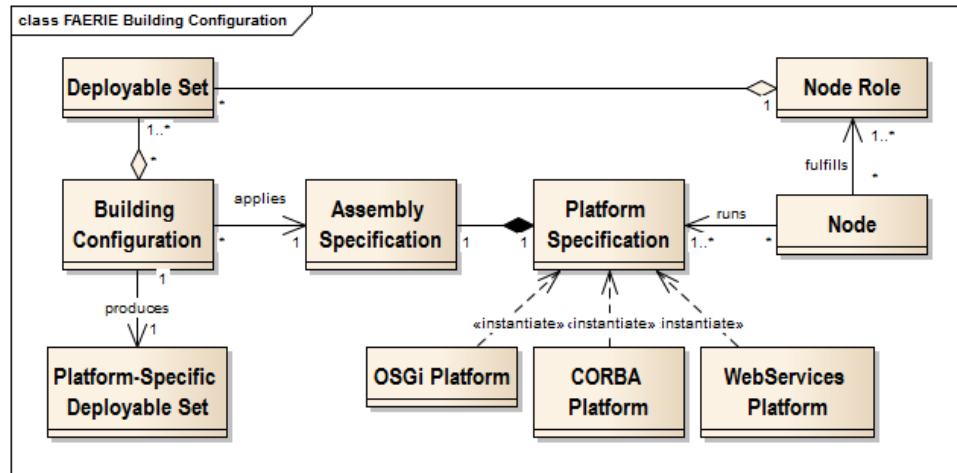 class FAERIE Building Configuration
Deployable Set
*
1
Node Role
1..*
*
1..*
fulfills
*
Building
Configuration
applies
*
1
Assembly
Specification
1
1
Platform
Specification
runs
1..*
*
Node
1
produces
1
«instantiate»
‹instantiate»
instantiate»
Platform-Specific
Deployable Set
OSGi Platform
CORBA
Platform
WebServices
Platform